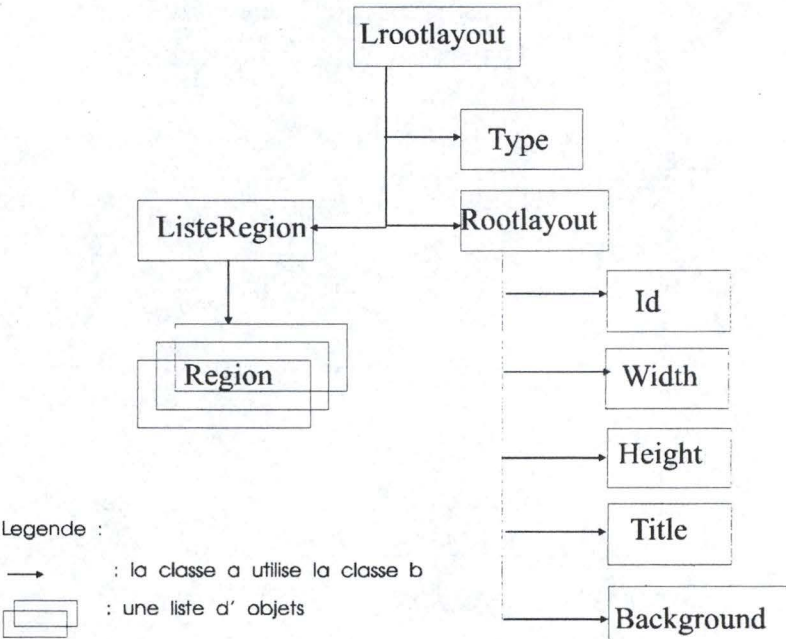 Lrootlayout
Type
ListeRegion
Rootlayout
Id
Region
Width
Height
Title
Background
Legende :
: la classe a utilise la classe b
: une liste d' objets